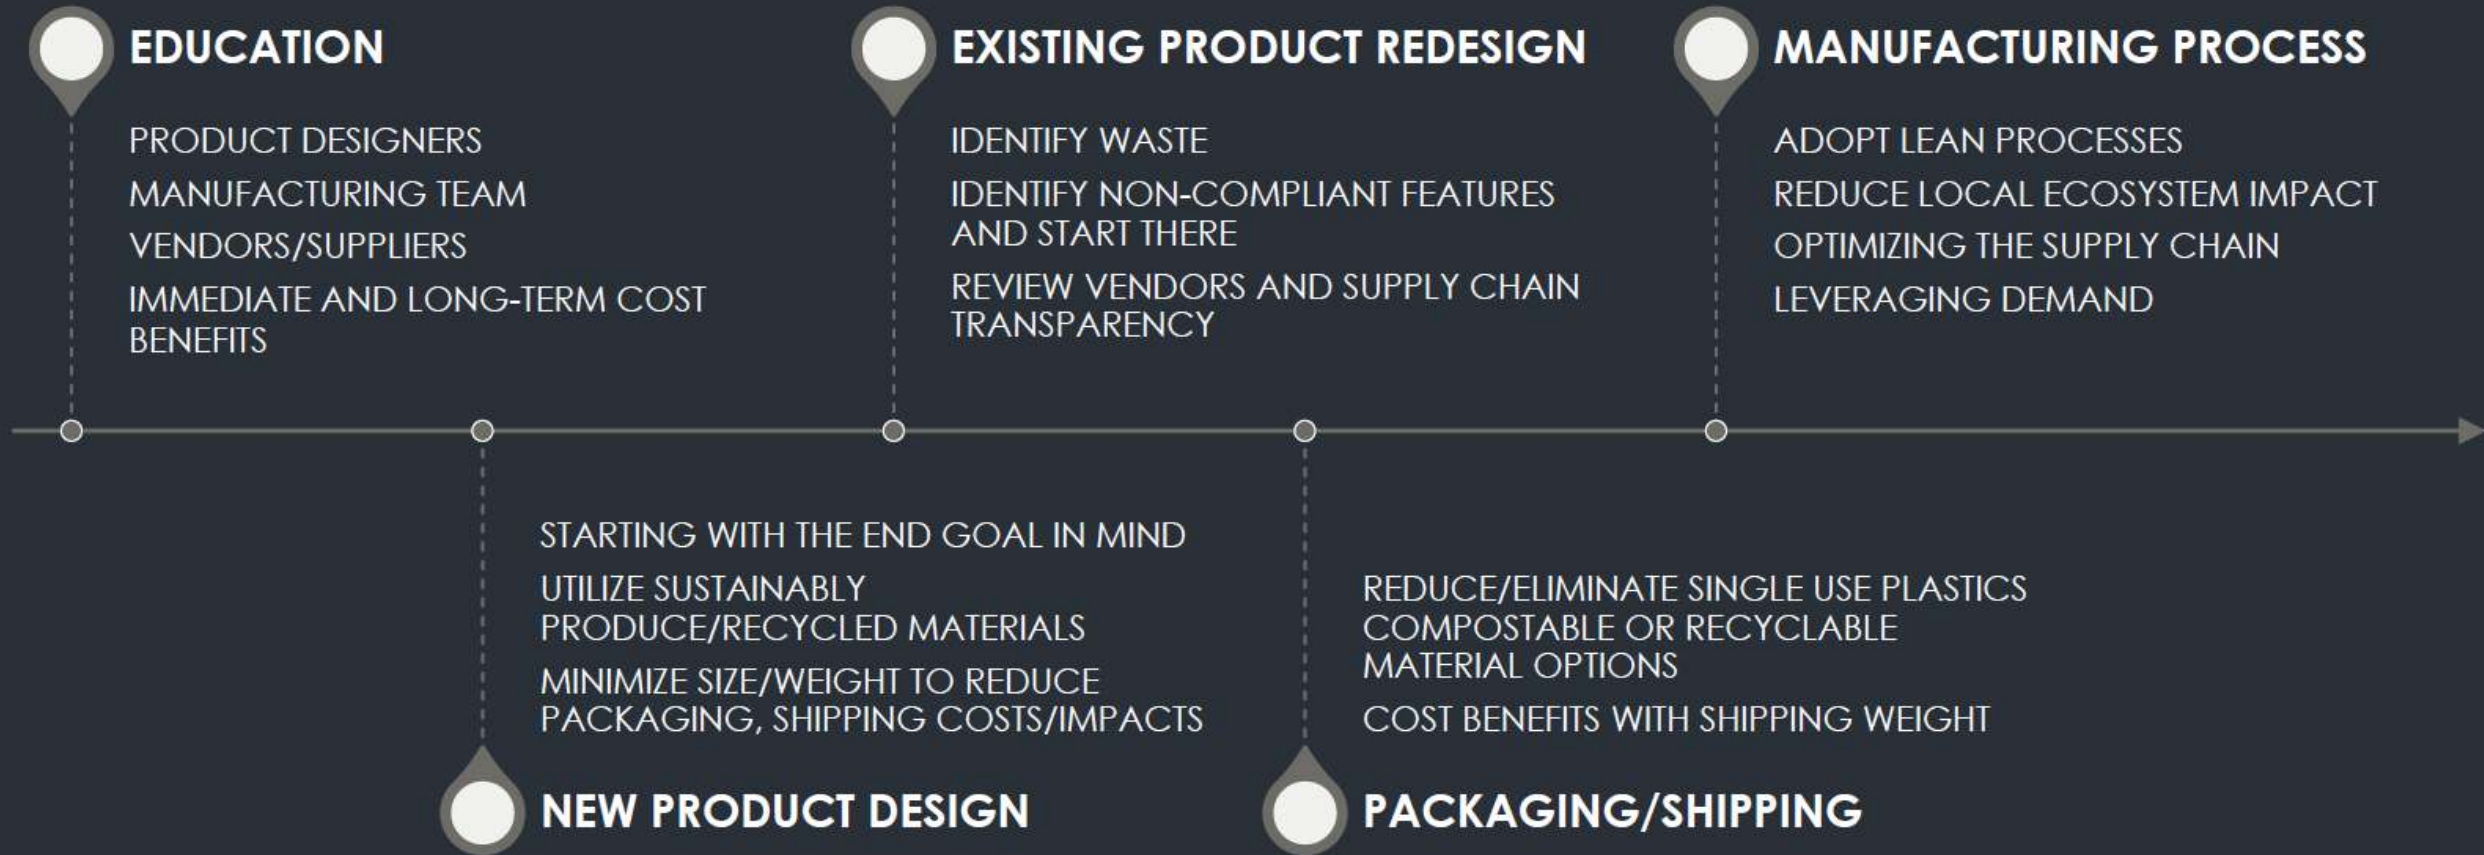 EDUCATION
PRODUCT DESIGNERS
MANUFACTURING TEAM
VENDORS/SUPPLIERS
IMMEDIATE AND LONG-TERM COST
BENEFITS
STARTING WITH THE END GOAL IN MIND
UTILIZE SUSTAINABLY
PRODUCE/RECYCLED MATERIALS
MINIMIZE SIZE/WEIGHT TO REDUCE
PACKAGING, SHIPPING COSTS/IMPACTS
NEW PRODUCT DESIGN
EXISTING PRODUCT REDESIGN
IDENTIFY WASTE
IDENTIFY NON-COMPLIANT FEATURES
AND START THERE
REVIEW VENDORS AND SUPPLY CHAIN
TRANSPARENCY
REDUCE/ELIMINATE SINGLE USE PLASTICS
COMPOSTABLE OR RECYCLABLE
MATERIAL OPTIONS
COST BENEFITS WITH SHIPPING WEIGHT
PACKAGING/SHIPPING
MANUFACTURING PROCESS
ADOPT LEAN PROCESSES
REDUCE LOCAL ECOSYSTEM IMPACT
OPTIMIZING THE SUPPLY CHAIN
LEVERAGING DEMAND